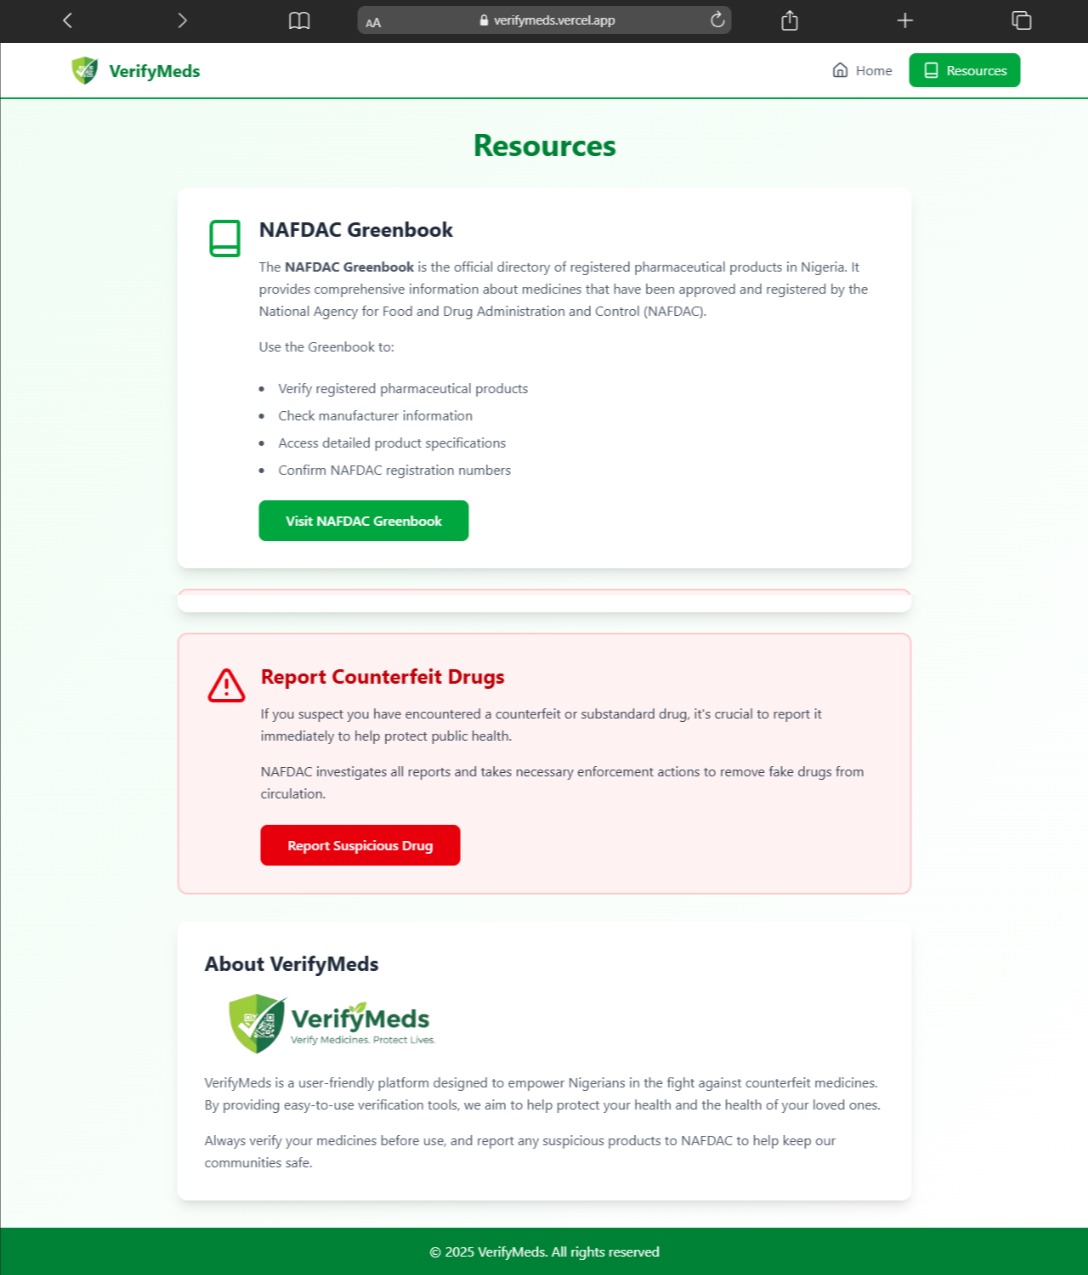 AA verifymeds.vercel.app
VerifyMeds Home Resources
Resources
NAFDAC Greenbook
The NAFDAC Greenbook is the official directory of registered pharmaceutical products in Nigeria. It
provides comprehensive information about medicines that have been approved and registered by the
National Agency for Food and Drug Administration and Control (NAFDAC).
Use the Greenbook to:
• Verify registered pharmaceutical products
• Check manufacturer information
• Access detailed product specifications
• Confirm NAFDAC registration numbers
Visit NAFDAC Greenbook
Report Counterfeit Drugs
If you suspect you have encountered a counterfeit or substandard drug, it's crucial to report it
immediately to help protect public health.
NAFDAC investigates all reports and takes necessary enforcement actions to remove fake drugs from
circulation.
Report Suspicious Drug
About VerifyMeds
VerifyMeds
Verify Medicines. Protect Lives.
VerifyMeds is a user-friendly platform designed to empower Nigerians in the fight against counterfeit medicines.
By providing easy-to-use verification tools, we aim to help protect your health and the health of your loved ones.
Always verify your medicines before use, and report any suspicious products to NAFDAC to help keep our
communities safe.
© 2025 VerifyMeds. All rights reserved